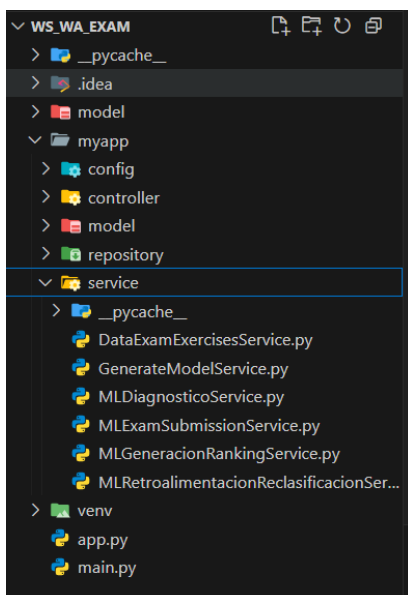 WS_WA_EXAM
__pycache__
.idea
model
myapp
config
controller
model
repository
service
__pycache__
DataExamExercisesService.py
GenerateModelService.py
MLDiagnosticoService.py
MLExamSubmissionService.py
MLGeneracionRankingService.py
MLRetroalimentacionReclasificacionSer...
venv
app.py
main.py